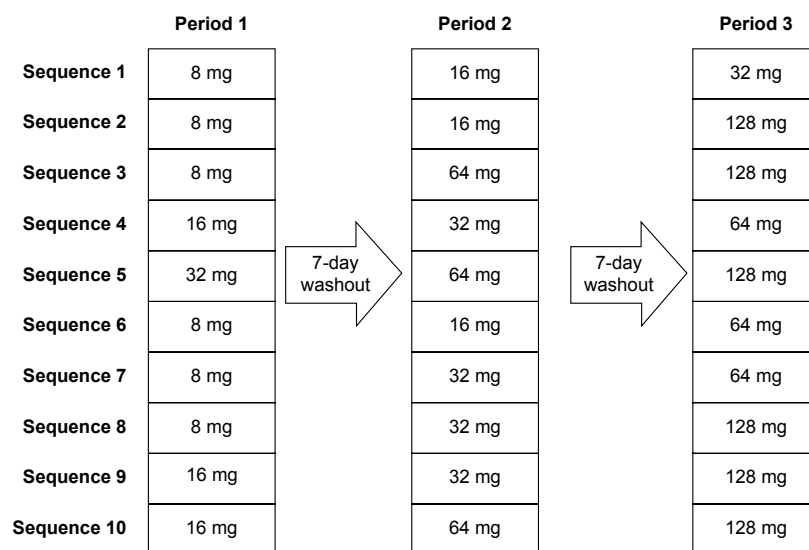 Period 1 Period 2 Period 3
Sequence 1 8 mg 16 mg 32 mg
Sequence 2 8 mg 16 mg 128 mg
Sequence 3 8 mg 64 mg 128 mg
Sequence 4 16 mg 32 mg 64 mg
Sequence 5 32 mg 64 mg 128 mg
7-day
washout
7-day
washout
Sequence 6 8 mg 16 mg 64 mg
Sequence 7 8 mg 32 mg 64 mg
Sequence 8 8 mg 32 mg 128 mg
Sequence 9 16 mg 32 mg 128 mg
Sequence 10 16 mg 64 mg 128 mg